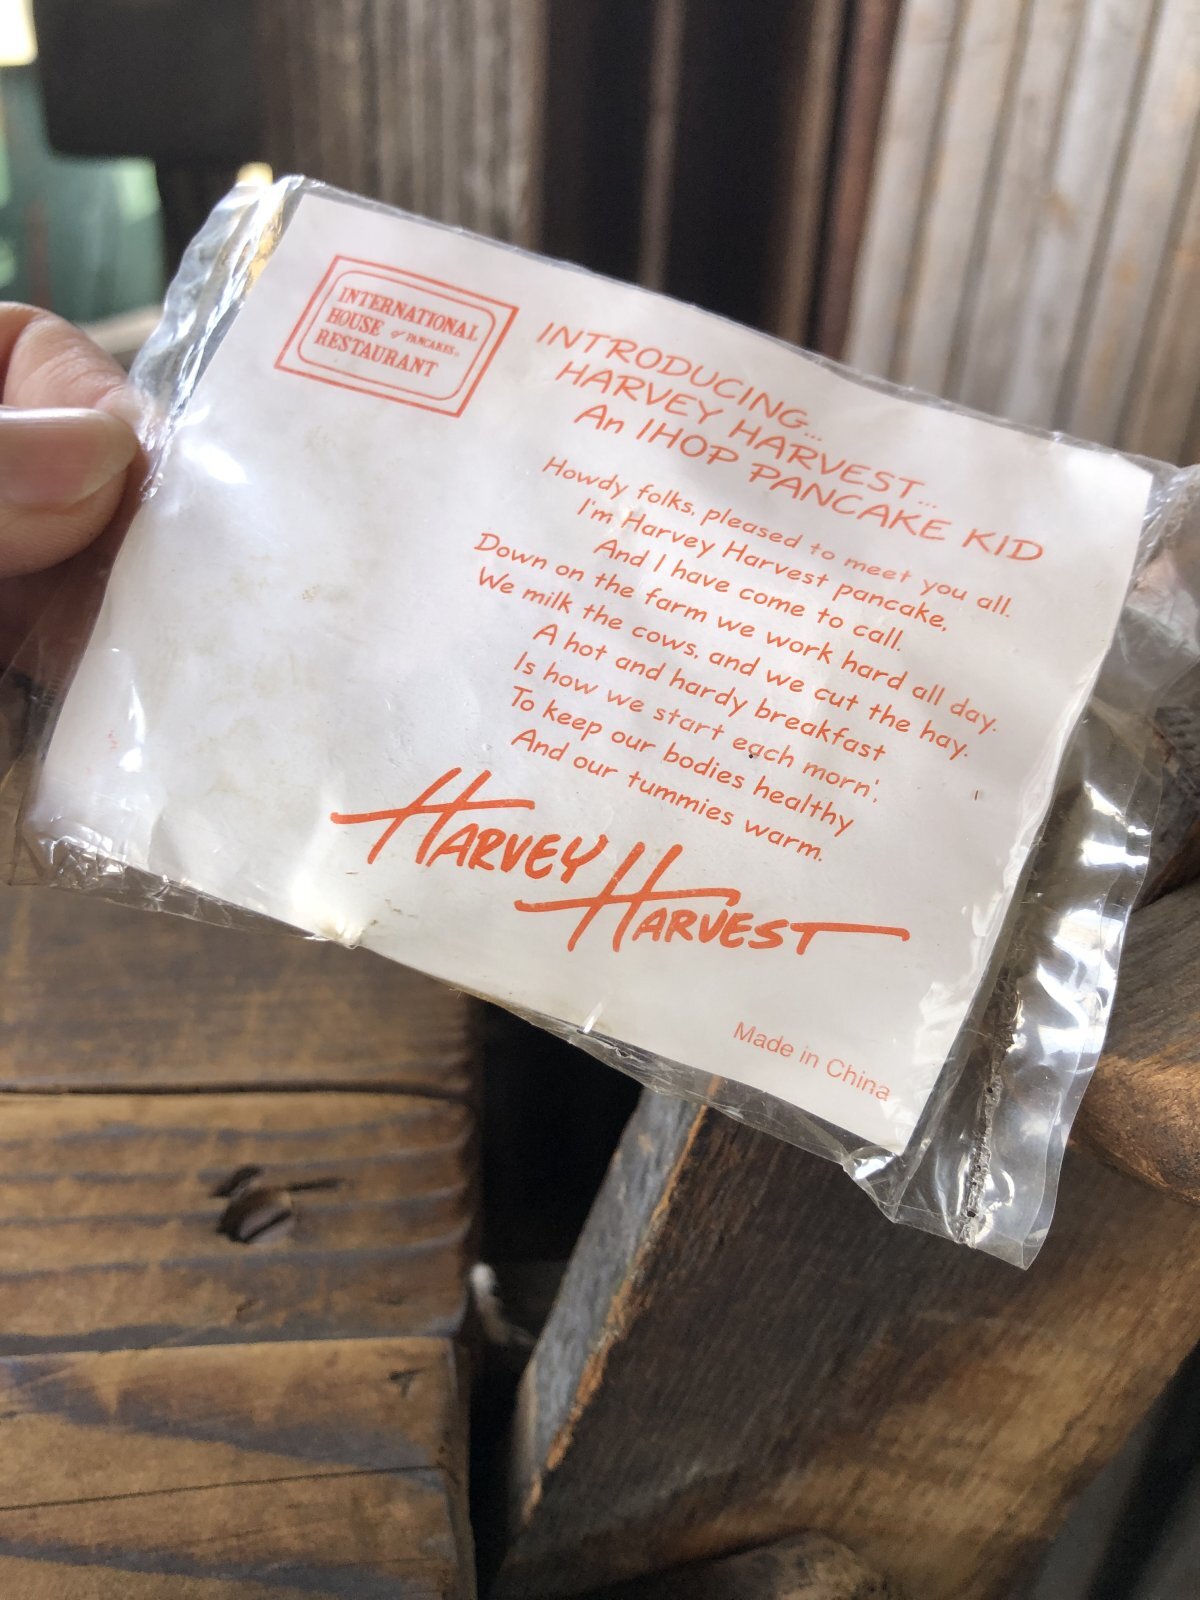 INTERNATIONAL
HOUSE of PANCAKES®
RESTAURANT
INTRODUCING...
HARVEY HARVEST...
An IHOP PANCAKE KID
Howdy folks, pleased to meet you all.
I'm Harvey Harvest pancake,
And I have come to call.
Down on the farm we work hard all day.
We milk the cows, and we cut the hay.
A hot and hardy breakfast
Is how we start each morn',
To keep our bodies healthy
And our tummies warm.
HARVEY HARVEST
Made in China